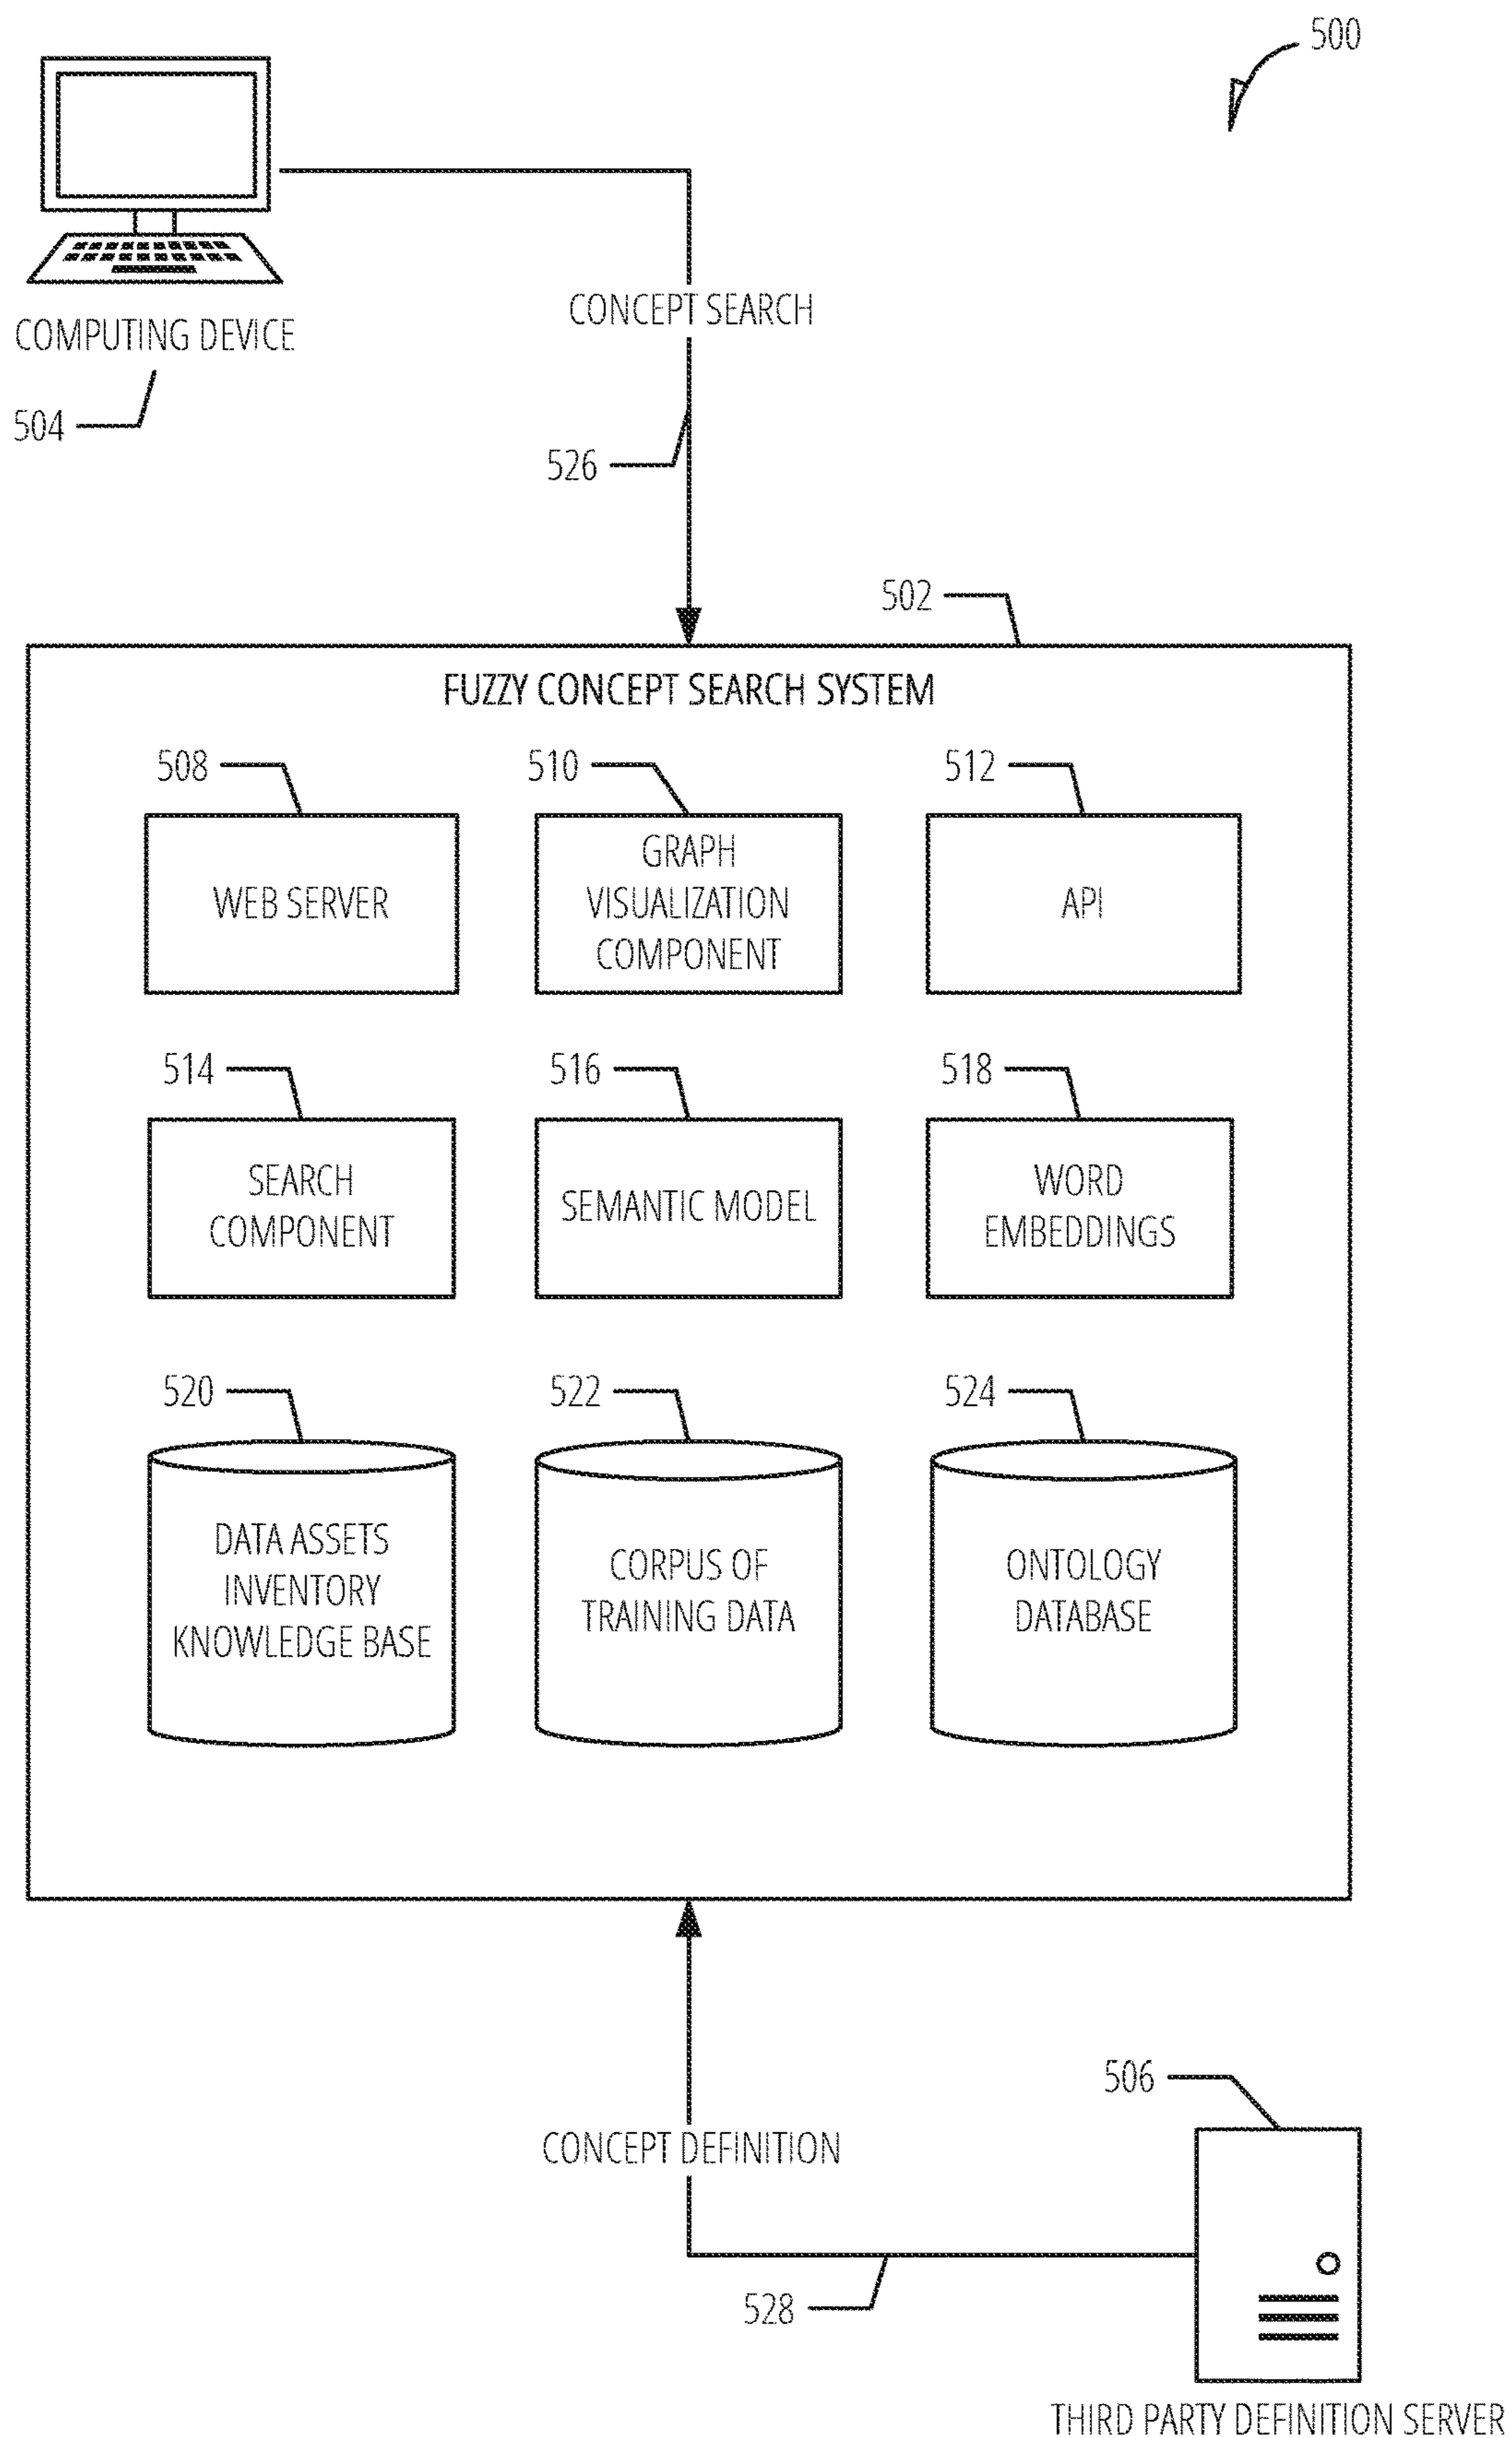 500
CONCEPT SEARCH
COMPUTING DEVICE
504
526
502
FUZZY CONCEPT SEARCH SYSTEM
508
510
512
WEB SERVER
GRAPH
VISUALIZATION
COMPONENT
API
514
516
518
SEARCH
COMPONENT
SEMANTIC MODEL
WORD
EMBEDDINGS
520
522
524
DATA ASSETS
INVENTORY
KNOWLEDGE BASE
CORPUS OF
TRAINING DATA
ONTOLOGY
DATABASE
506
CONCEPT DEFINITION
528
THIRD PARTY DEFINITION SERVER